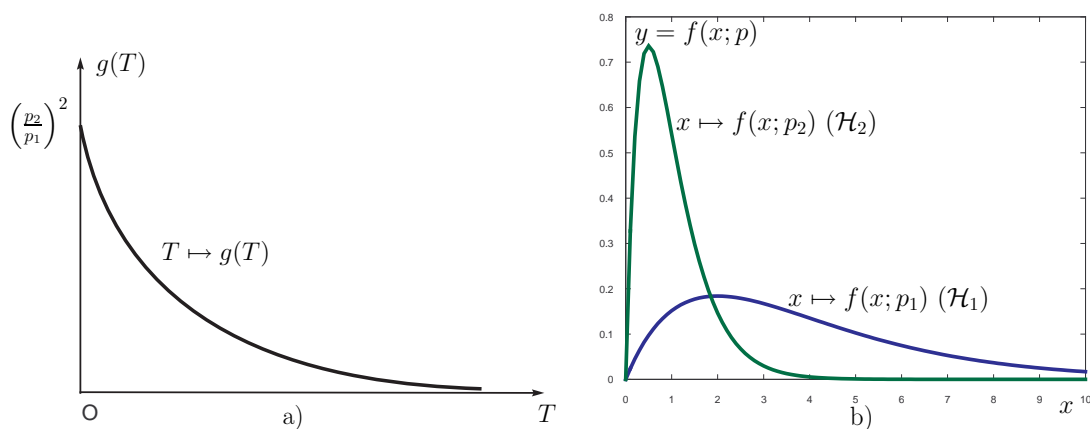 g(T)
(p₂/p₁)²
T ↦ g(T)
O
T
a)
0.8
0.7
0.6
0.5
0.4
0.3
0.2
0.1
0
y = f(x; p)
x ↦ f(x; p₂) (ℋ₂)
x ↦ f(x; p₁) (ℋ₁)
0 1 2 3 4 5 6 7 8 9 10
x
b)